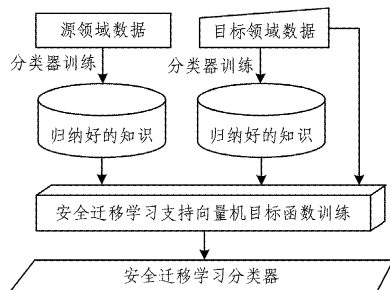 源领域数据
目标领域数据
分类器训练
分类器训练
归纳好的知识
归纳好的知识
安全迁移学习支持向量机目标函数训练
安全迁移学习分类器